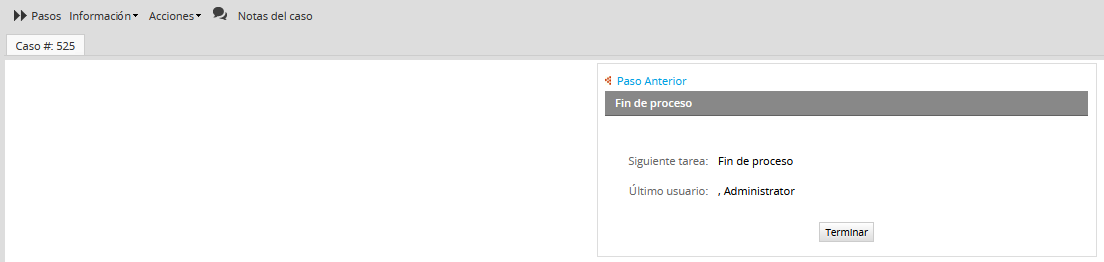 Pasos Información Acciones Notas del caso
Caso #: 525
Paso Anterior
Fin de proceso
Siguiente tarea: Fin de proceso
Último usuario: , Administrator
Terminar